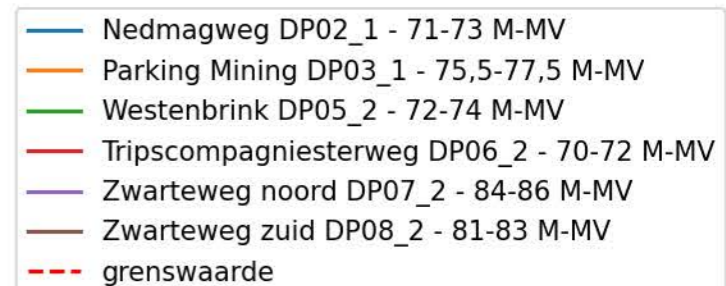 Nedmagweg DP02_1 - 71-73 M-MV
Parking Mining DP03_1 - 75,5-77,5 M-MV
Westenbrink DP05_2 - 72-74 M-MV
Tripscompagniesterweg DP06_2 - 70-72 M-MV
Zwarteweg noord DP07_2 - 84-86 M-MV
Zwarteweg zuid DP08_2 - 81-83 M-MV
grenswaarde